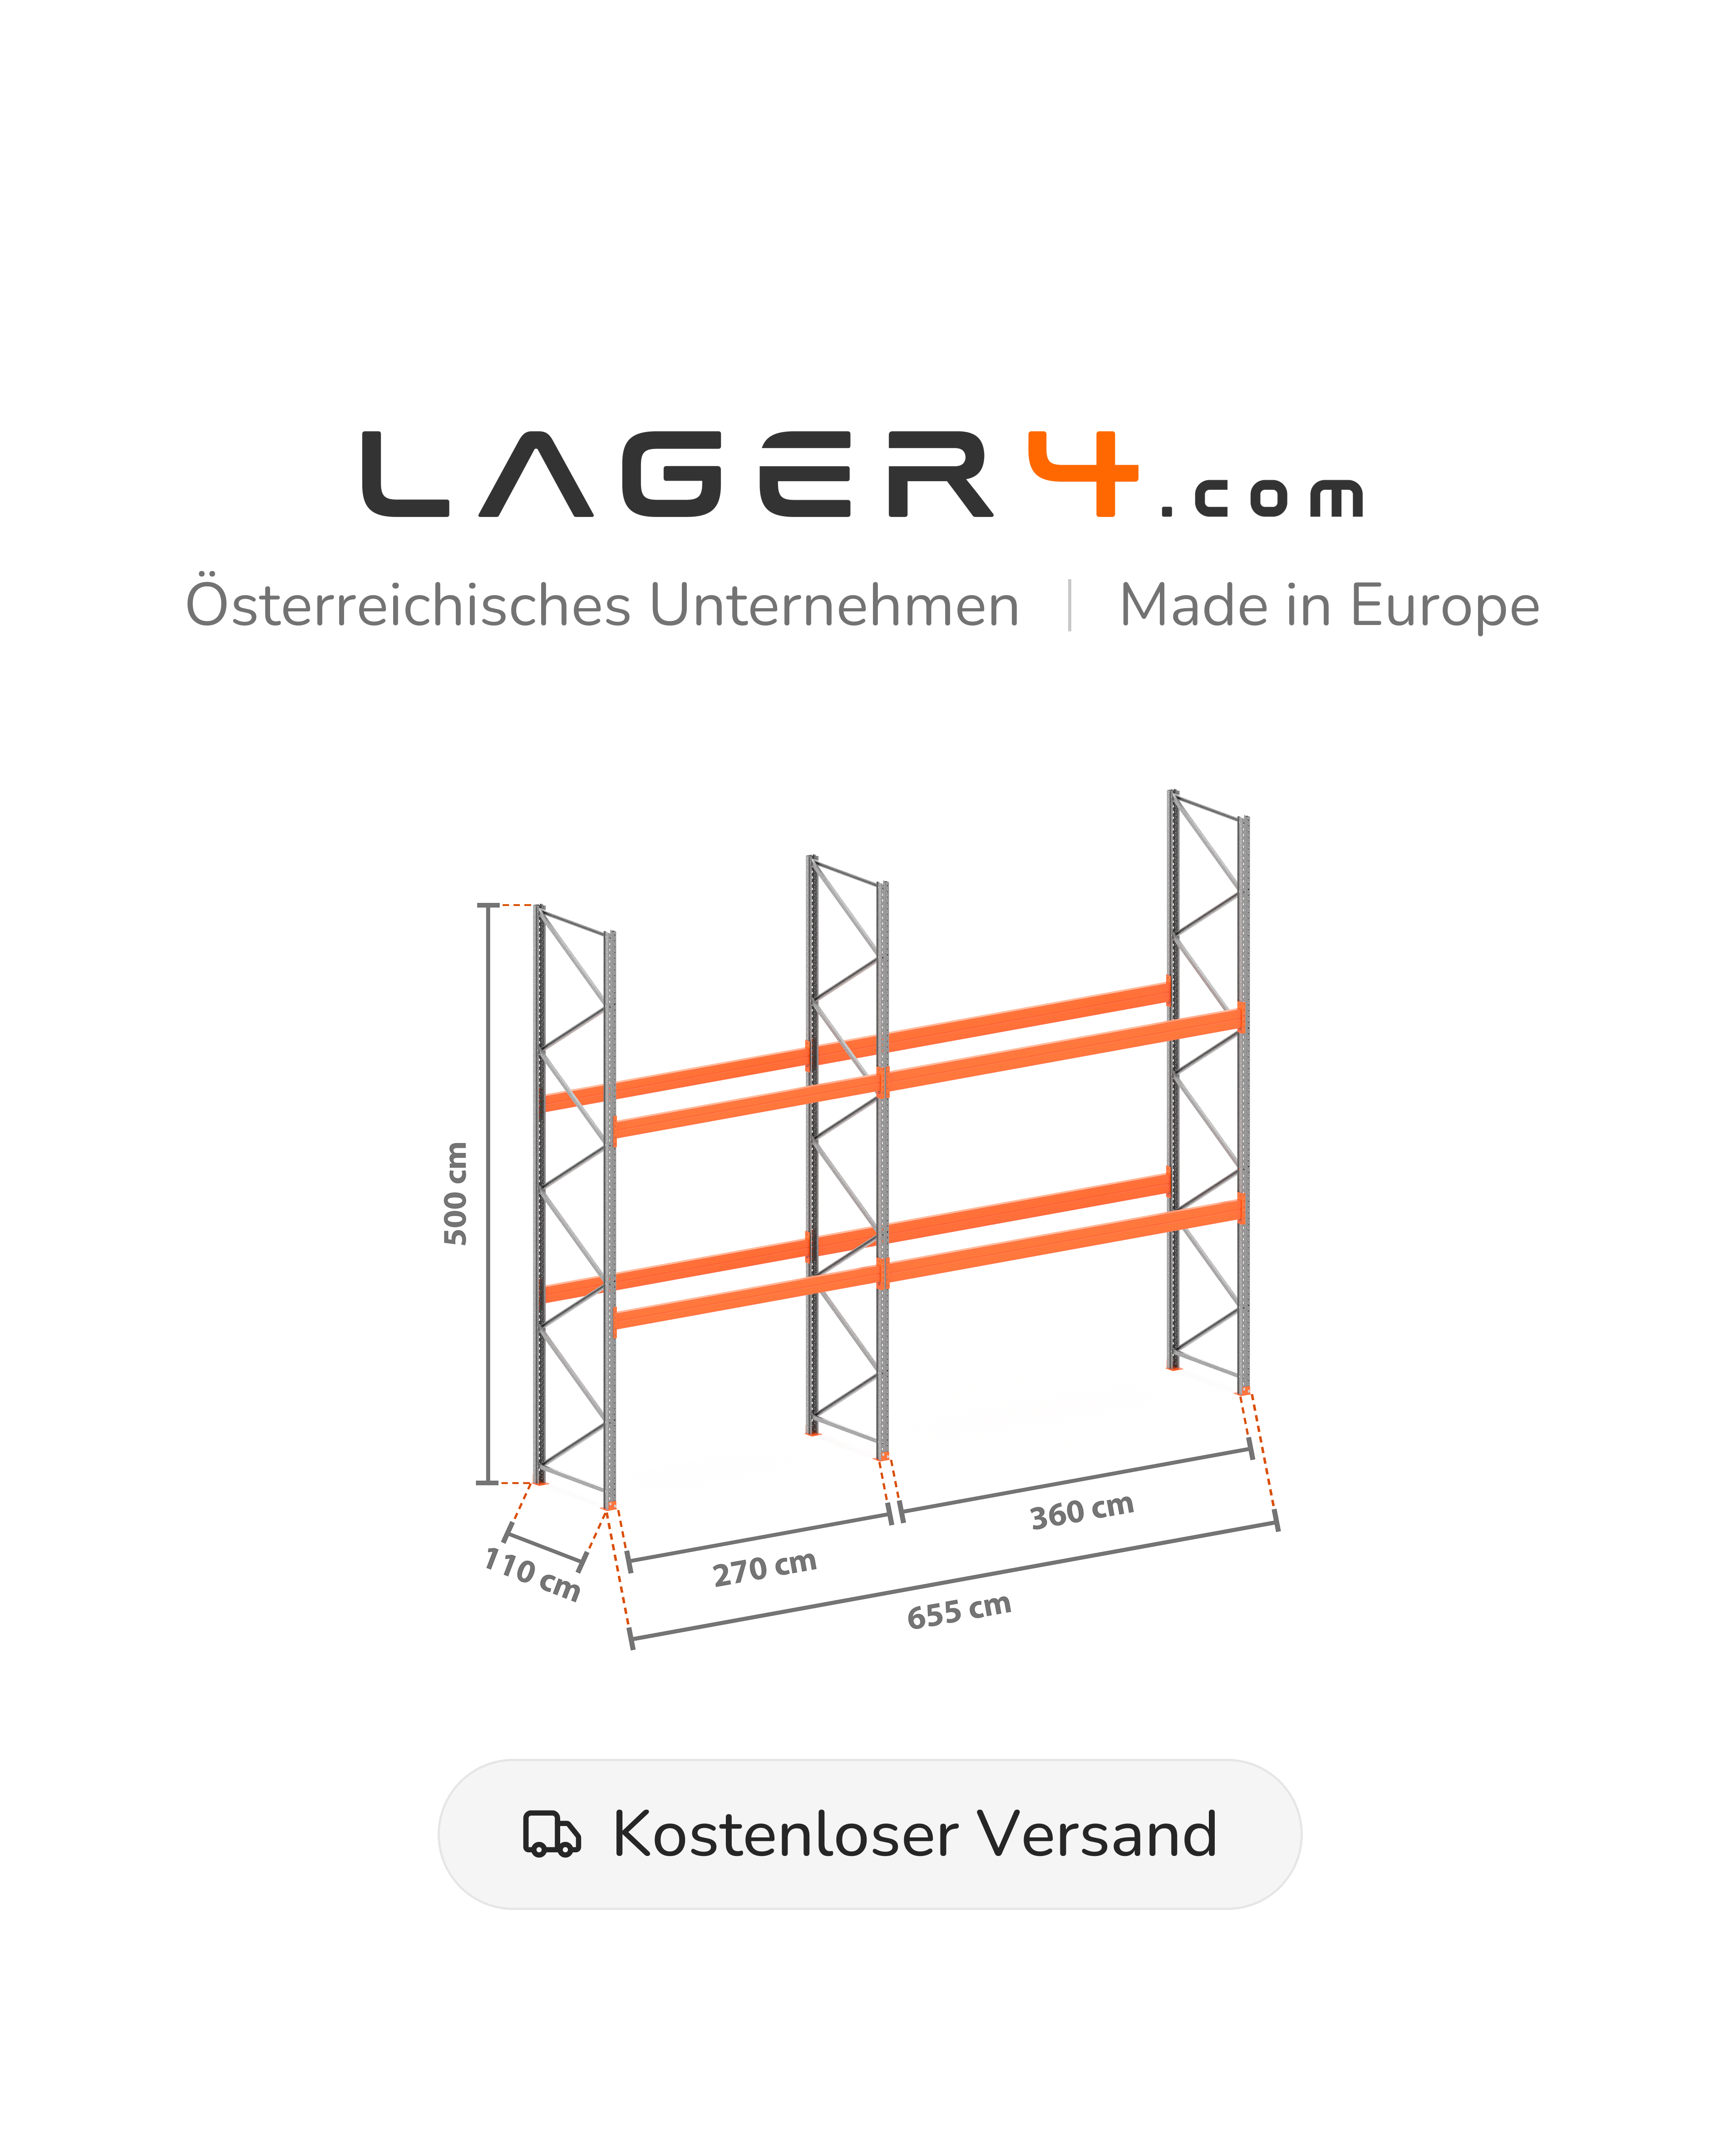 LAGER4.com
Österreichisches Unternehmen | Made in Europe
500 cm
110 cm
270 cm
360 cm
655 cm
Kostenloser Versand